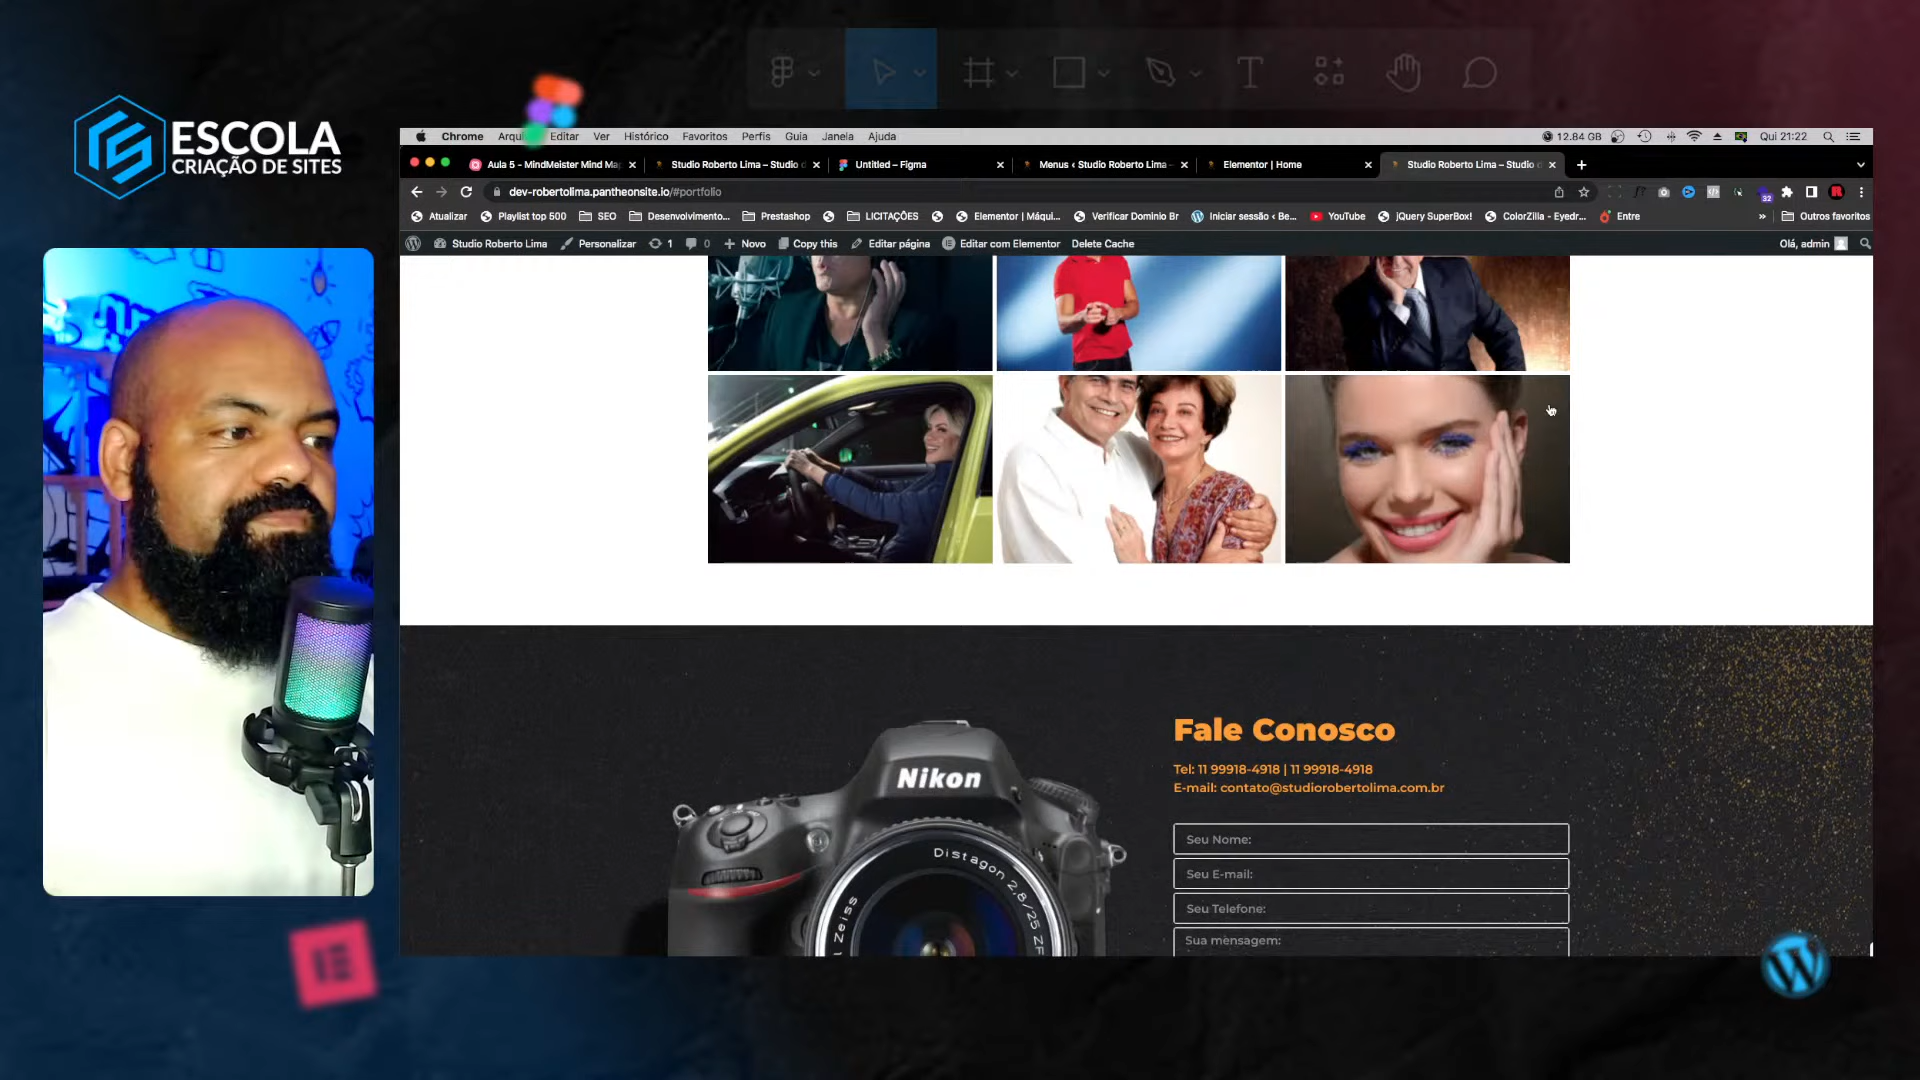 ESCOLA
CRIAÇÃO DE SITES
Chrome Arqui Editar Ver Histórico Favoritos Perfis Guia Janela Ajuda
12.84 GB Qui 21:22
Aula 5 - MindMeister Mind Ma
Studio Roberto Lima – Studio d
Untitled – Figma
Menus ‹ Studio Roberto Lima –
Elementor | Home
Studio Roberto Lima – Studio d
dev-robertolima.pantheonsite.io/#portfolio
32
Atualizar Playlist top 500 SEO Desenvolvimento... Prestashop LICITAÇÕES Elementor | Máqui... Verificar Dominio Br Iniciar sessão ‹ Be... YouTube jQuery SuperBox! ColorZilla - Eyedr... Entre » Outros favoritos
Studio Roberto Lima Personalizar 1 0 Novo Copy this Editar página Editar com Elementor Delete Cache Olá, admin
Nikon
Distagon 2,8/25 ZF
Zeiss
Fale Conosco
Tel: 11 99918-4918 | 11 99918-4918
E-mail: contato@studiorobertolima.com.br
Seu Nome:
Seu E-mail:
Seu Telefone:
Sua mensagem: